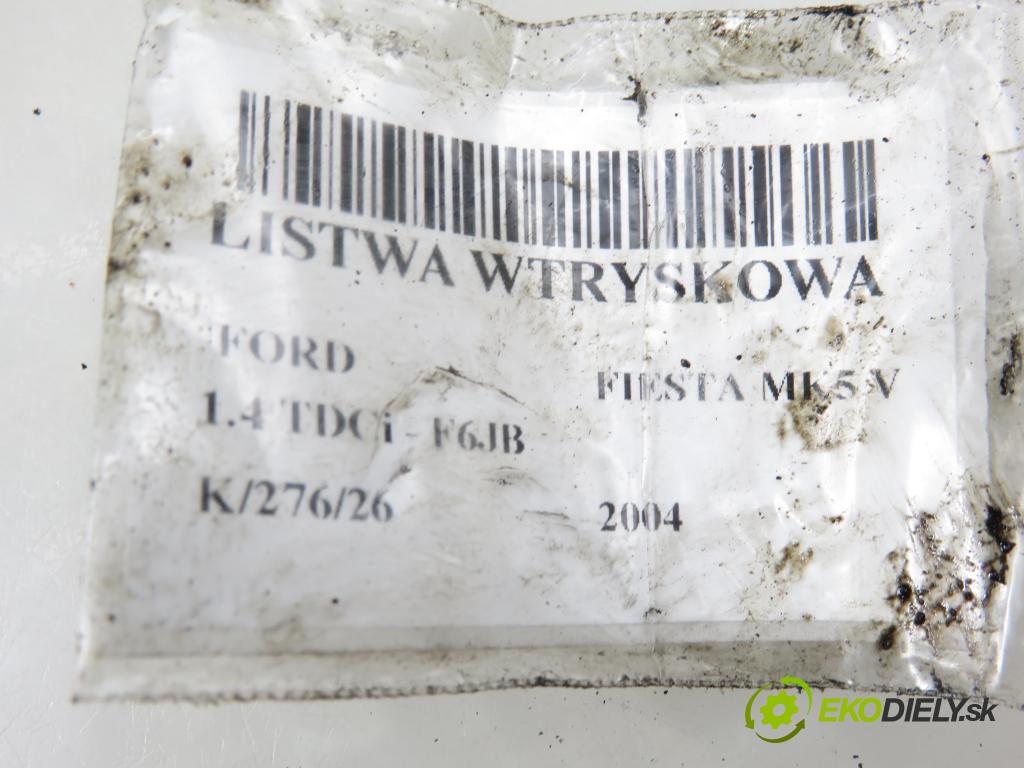 LISTWA WTRYSKOWA
FORD
FIESTA MK5 V
1.4 TDCi - F6JB
K/276/26
2004
EKODIELY.sk